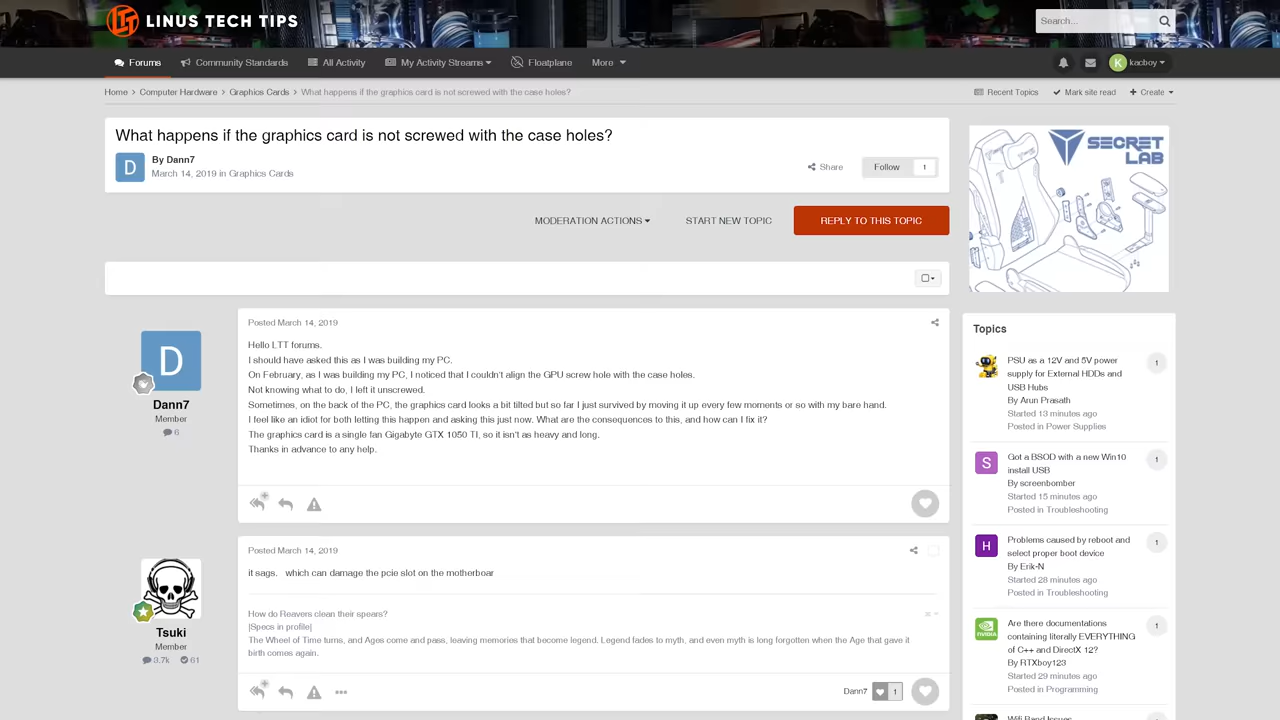 LINUS TECH TIPS
Search...
Forums
Community Standards
All Activity
My Activity Streams
Floatplane
More
K
kacboy
Home > Computer Hardware > Graphics Cards > What happens if the graphics card is not screwed with the case holes?
Recent Topics
Mark site read
Create
What happens if the graphics card is not screwed with the case holes?
D
By Dann7
March 14, 2019 in Graphics Cards
Share
Follow
1
SECRET
LAB
MODERATION ACTIONS
START NEW TOPIC
REPLY TO THIS TOPIC
D
Dann7
Member
6
Posted March 14, 2019
Hello LTT forums.
I should have asked this as I was building my PC.
On February, as I was building my PC, I noticed that I couldn't align the GPU screw hole with the case holes.
Not knowing what to do, I left it unscrewed.
Sometimes, on the back of the PC, the graphics card looks a bit tilted but so far I just survived by moving it up every few moments or so with my bare hand.
I feel like an idiot for both letting this happen and asking this just now. What are the consequences to this, and how can I fix it?
The graphics card is a single fan Gigabyte GTX 1050 TI, so it isn't as heavy and long.
Thanks in advance to any help.
Tsuki
Member
3.7k
61
Posted March 14, 2019
it sags. which can damage the pcie slot on the motherboar
How do Reavers clean their spears?
|Specs in profile|
The Wheel of Time turns, and Ages come and pass, leaving memories that become legend. Legend fades to myth, and even myth is long forgotten when the Age that gave it
birth comes again.
Dann7
1
Topics
PSU as a 12V and 5V power
supply for External HDDs and
USB Hubs
By Arun Prasath
Started 13 minutes ago
Posted in Power Supplies
1
S
Got a BSOD with a new Win10
install USB
By screenbomber
Started 15 minutes ago
Posted in Troubleshooting
1
H
Problems caused by reboot and
select proper boot device
By Erik-N
Started 28 minutes ago
Posted in Troubleshooting
1
NVIDIA
Are there documentations
containing literally EVERYTHING
of C++ and DirectX 12?
By RTXboy123
Started 29 minutes ago
Posted in Programming
1
Wifi Band Issues